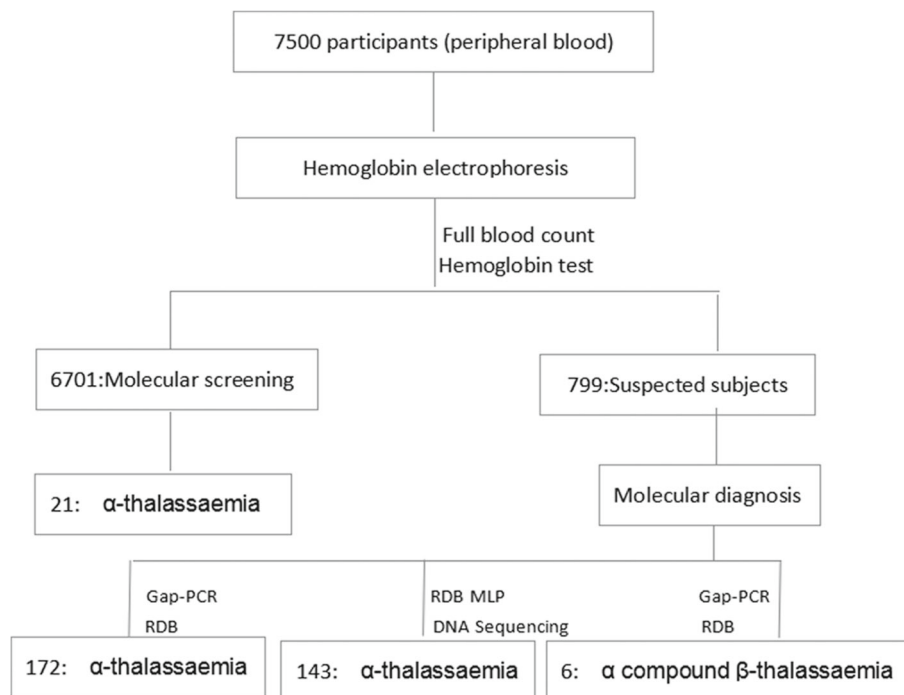 7500 participants (peripheral blood)
Hemoglobin electrophoresis
Full blood count
Hemoglobin test
6701:Molecular screening
799:Suspected subjects
21: α-thalassaemia
Molecular diagnosis
Gap-PCR
RDB
RDB MLP
DNA Sequencing
Gap-PCR
RDB
172: α-thalassaemia
143: α-thalassaemia
6: α compound β-thalassaemia